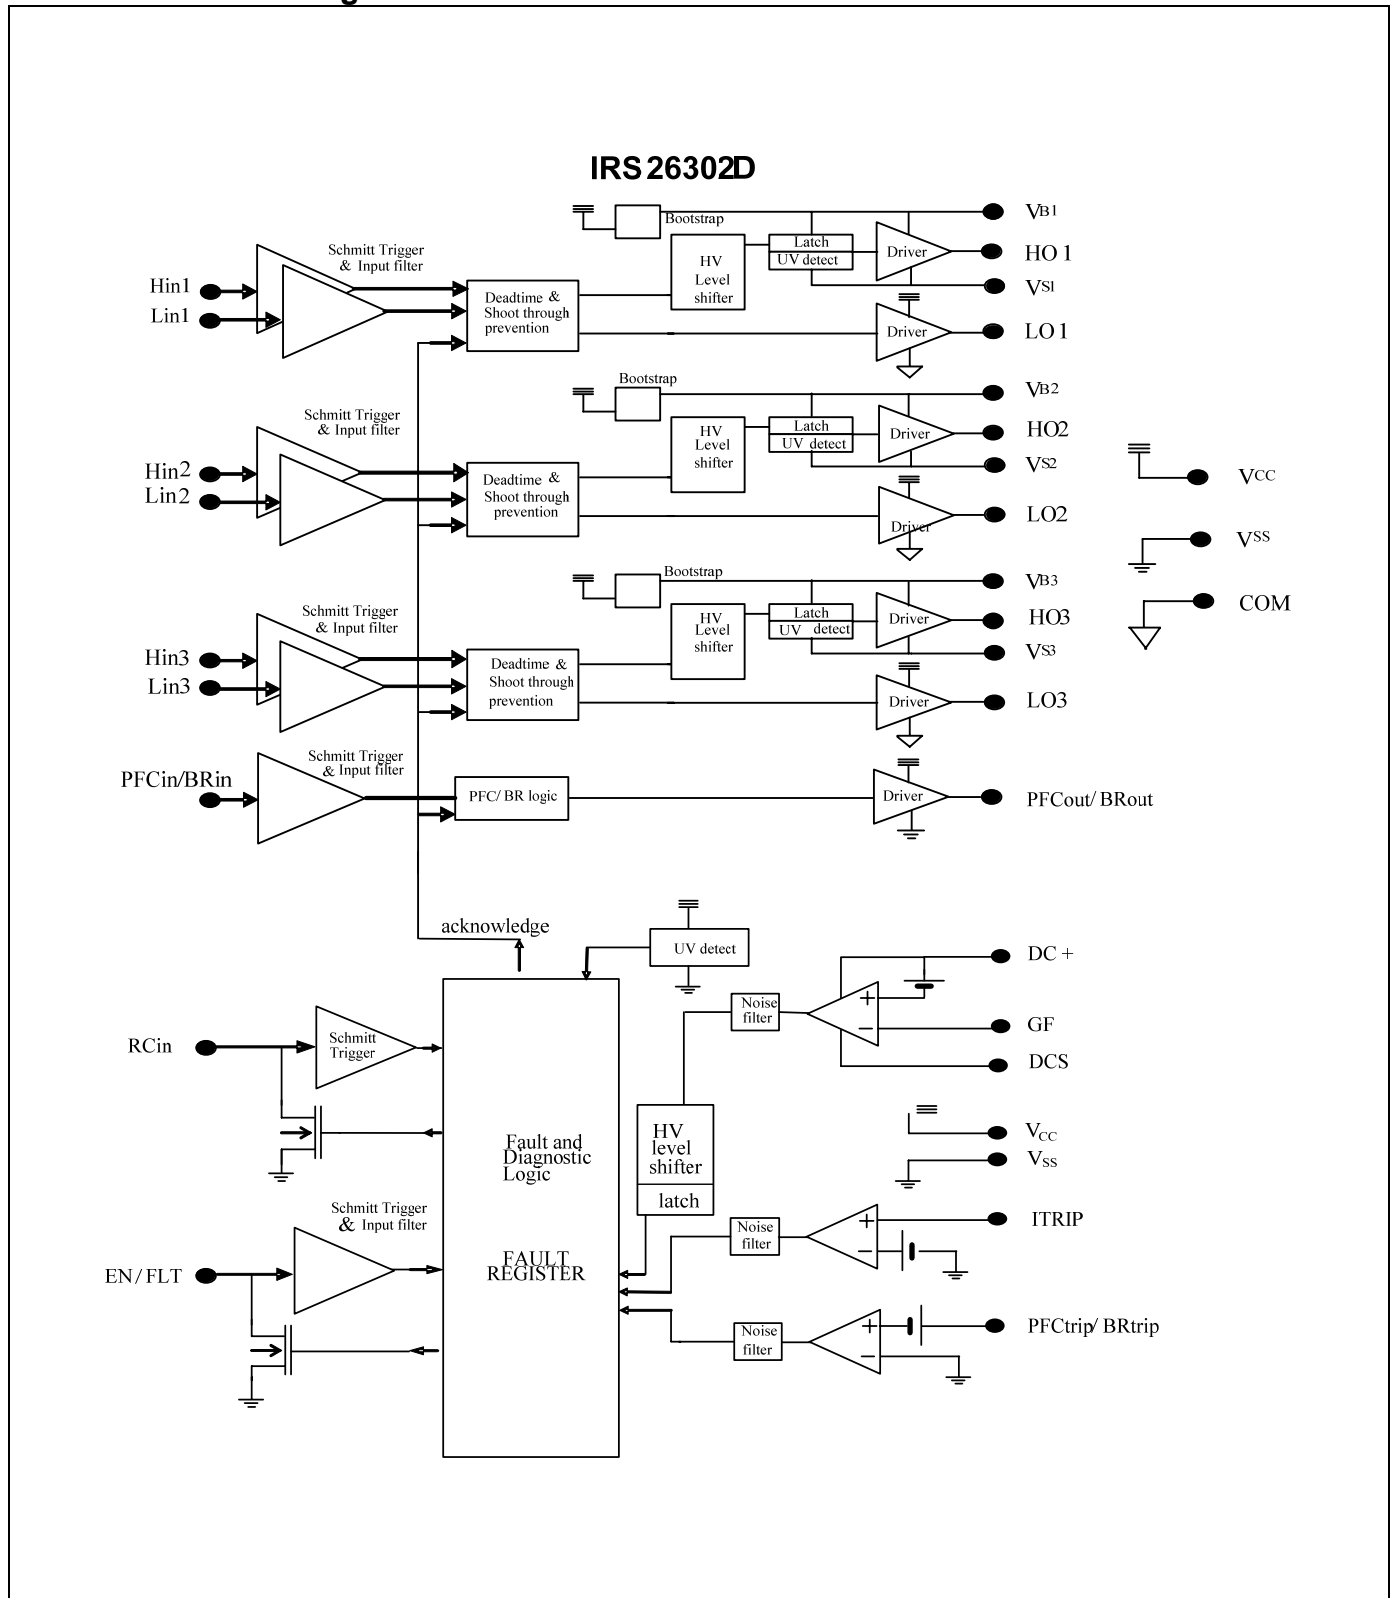 IRS26302D
Bootstrap
VB1
Schmitt Trigger
& Input filter
HV
Level
shifter
Latch
UV detect
Driver
HO 1
Hin1
Lin1
Deadtime &
Shoot through
prevention
VS1
Driver
LO 1
Bootstrap
VB2
Schmitt Trigger
& Input filter
HV
Level
shifter
Latch
UV detect
Driver
HO2
Hin2
Lin2
Deadtime &
Shoot through
prevention
VS2
VCC
Driver
LO2
VSS
Bootstrap
VB3
COM
Schmitt Trigger
& Input filter
HV
Level
shifter
Latch
UV detect
Driver
HO3
Hin3
Lin3
Deadtime &
Shoot through
prevention
VS3
Driver
LO3
Schmitt Trigger
& Input filter
PFCin/BRin
PFC/ BR logic
Driver
PFCout/ BRout
acknowledge
UV detect
DC +
Noise
filter
+
−
GF
DCS
RCin
Schmitt
Trigger
HV
level
shifter
latch
VCC
VSS
Fault and
Diagnostic
Logic
Schmitt Trigger
& Input filter
Noise
filter
+
−
ITRIP
EN/FLT
FAULT
REGISTER
Noise
filter
+
−
PFCtrip/ BRtrip